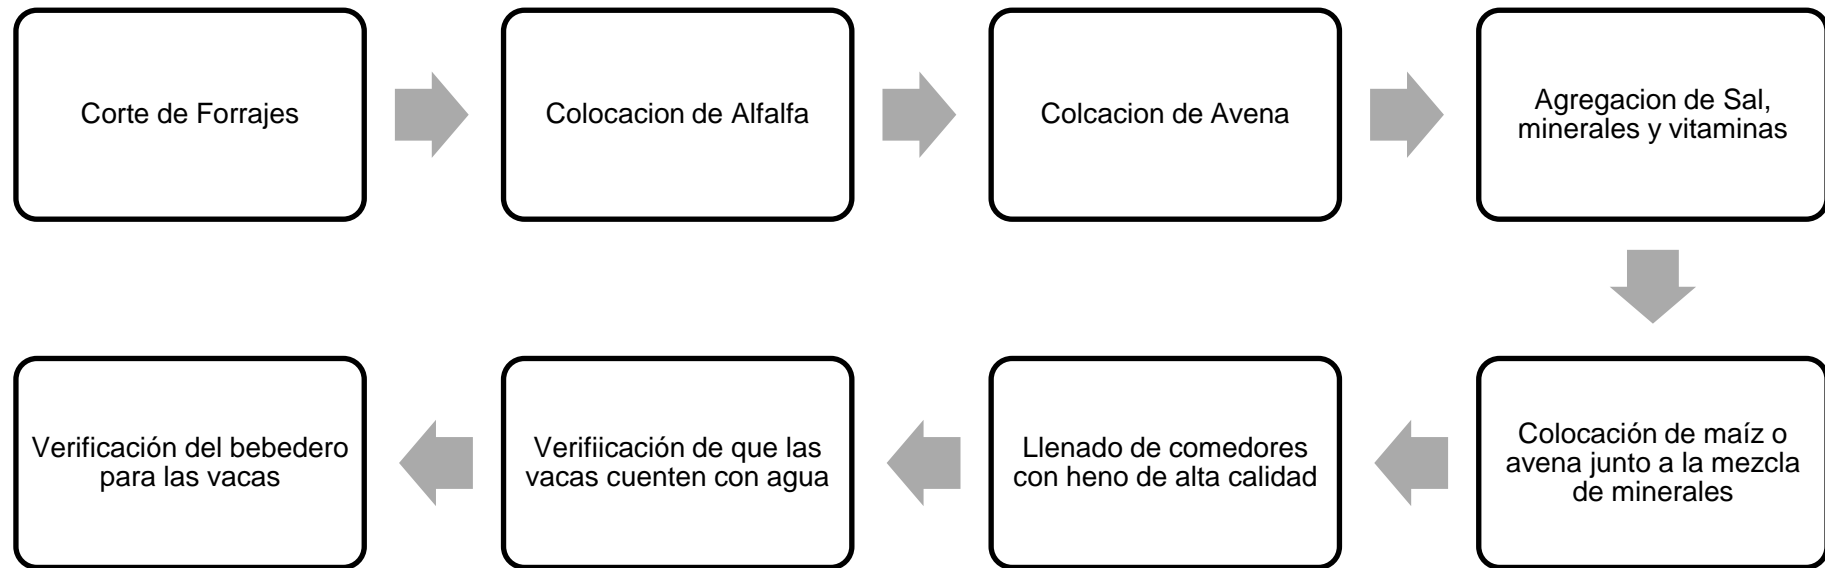 Corte de Forrajes
Colocacion de Alfalfa
Colcacion de Avena
Agregacion de Sal,
minerales y vitaminas
Colocación de maíz o
avena junto a la mezcla
de minerales
Llenado de comedores
con heno de alta calidad
Verifiicación de que las
vacas cuenten con agua
Verificación del bebedero
para las vacas